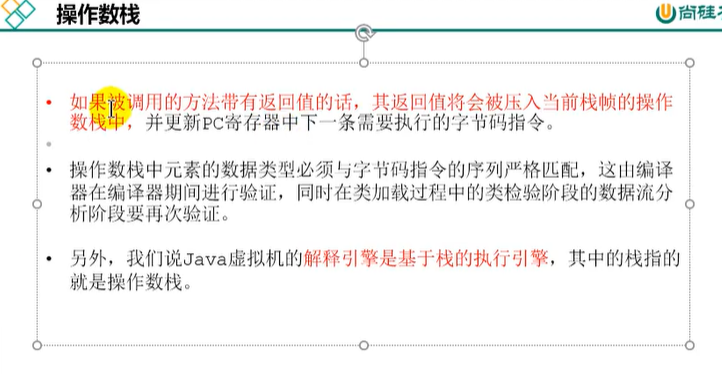 操作数栈
尚硅
• 如果被调用的方法带有返回值的话，其返回值将会被压入当前栈帧的操作
数栈中，并更新PC寄存器中下一条需要执行的字节码指令。
• 操作数栈中元素的数据类型必须与字节码指令的序列严格匹配，这由编译
器在编译器期间进行验证，同时在类加载过程中的类检验阶段的数据流分
析阶段要再次验证。
• 另外，我们说Java虚拟机的解释引擎是基于栈的执行引擎，其中的栈指的
就是操作数栈。